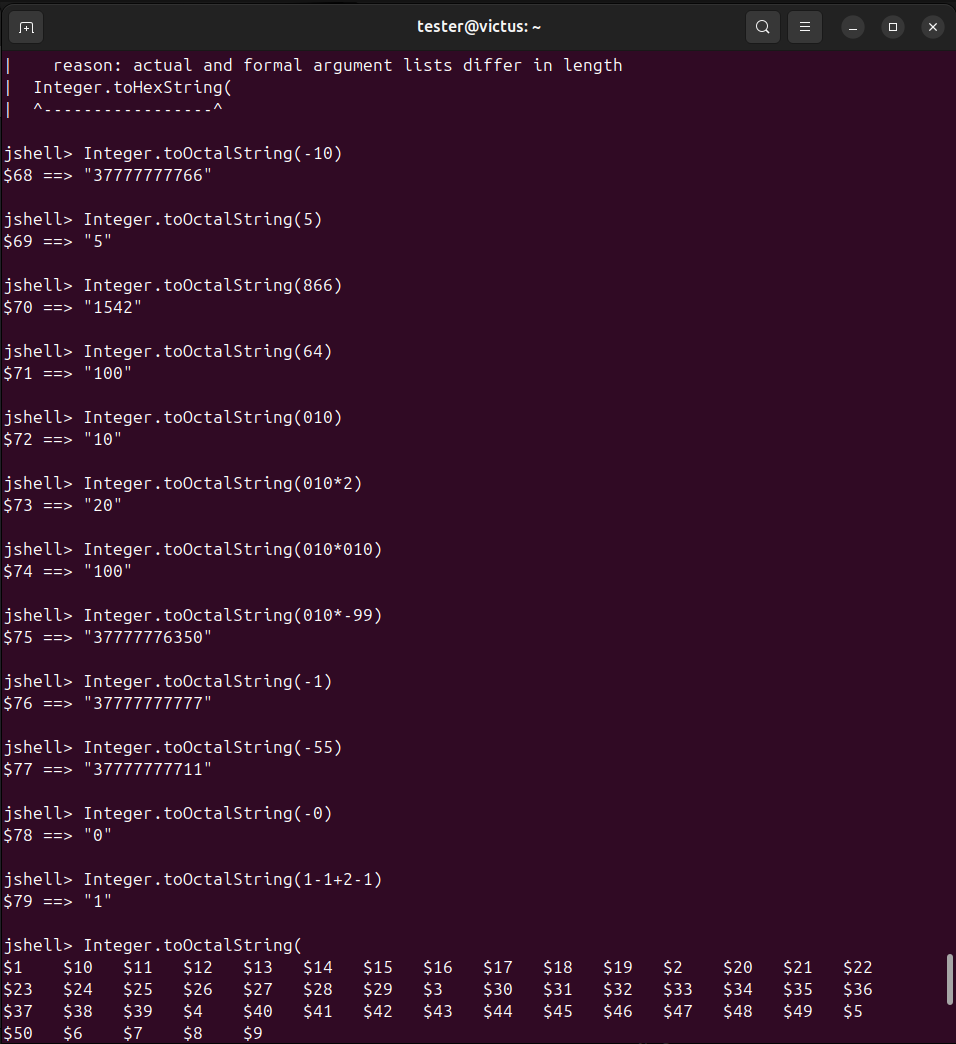 tester@victus: ~
|    reason: actual and formal argument lists differ in length
|  Integer.toHexString(
|  ^-----------------^
jshell> Integer.toOctalString(-10)
$68 ==> "37777777766"
jshell> Integer.toOctalString(5)
$69 ==> "5"
jshell> Integer.toOctalString(866)
$70 ==> "1542"
jshell> Integer.toOctalString(64)
$71 ==> "100"
jshell> Integer.toOctalString(010)
$72 ==> "10"
jshell> Integer.toOctalString(010*2)
$73 ==> "20"
jshell> Integer.toOctalString(010*010)
$74 ==> "100"
jshell> Integer.toOctalString(010*-99)
$75 ==> "37777776350"
jshell> Integer.toOctalString(-1)
$76 ==> "37777777777"
jshell> Integer.toOctalString(-55)
$77 ==> "37777777711"
jshell> Integer.toOctalString(-0)
$78 ==> "0"
jshell> Integer.toOctalString(1-1+2-1)
$79 ==> "1"
jshell> Integer.toOctalString(
$1    $10   $11   $12   $13   $14   $15   $16   $17   $18   $19   $2    $20   $21   $22
$23   $24   $25   $26   $27   $28   $29   $3    $30   $31   $32   $33   $34   $35   $36
$37   $38   $39   $4    $40   $41   $42   $43   $44   $45   $46   $47   $48   $49   $5
$50   $6    $7    $8    $9